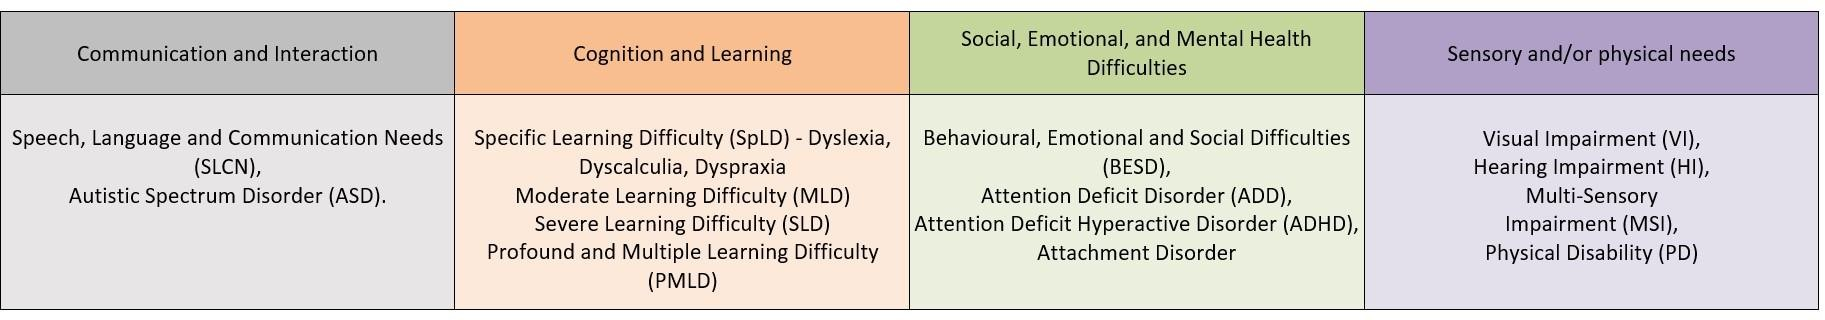 Communication and Interaction
Cognition and Learning
Social, Emotional, and Mental Health
Difficulties
Sensory and/or physical needs
Speech, Language and Communication Needs
(SLCN),
Autistic Spectrum Disorder (ASD).
Specific Learning Difficulty (SpLD) - Dyslexia,
Dyscalculia, Dyspraxia
Moderate Learning Difficulty (MLD)
Severe Learning Difficulty (SLD)
Profound and Multiple Learning Difficulty
(PMLD)
Behavioural, Emotional and Social Difficulties
(BESD),
Attention Deficit Disorder (ADD),
Attention Deficit Hyperactive Disorder (ADHD),
Attachment Disorder
Visual Impairment (VI),
Hearing Impairment (HI),
Multi-Sensory
Impairment (MSI),
Physical Disability (PD)